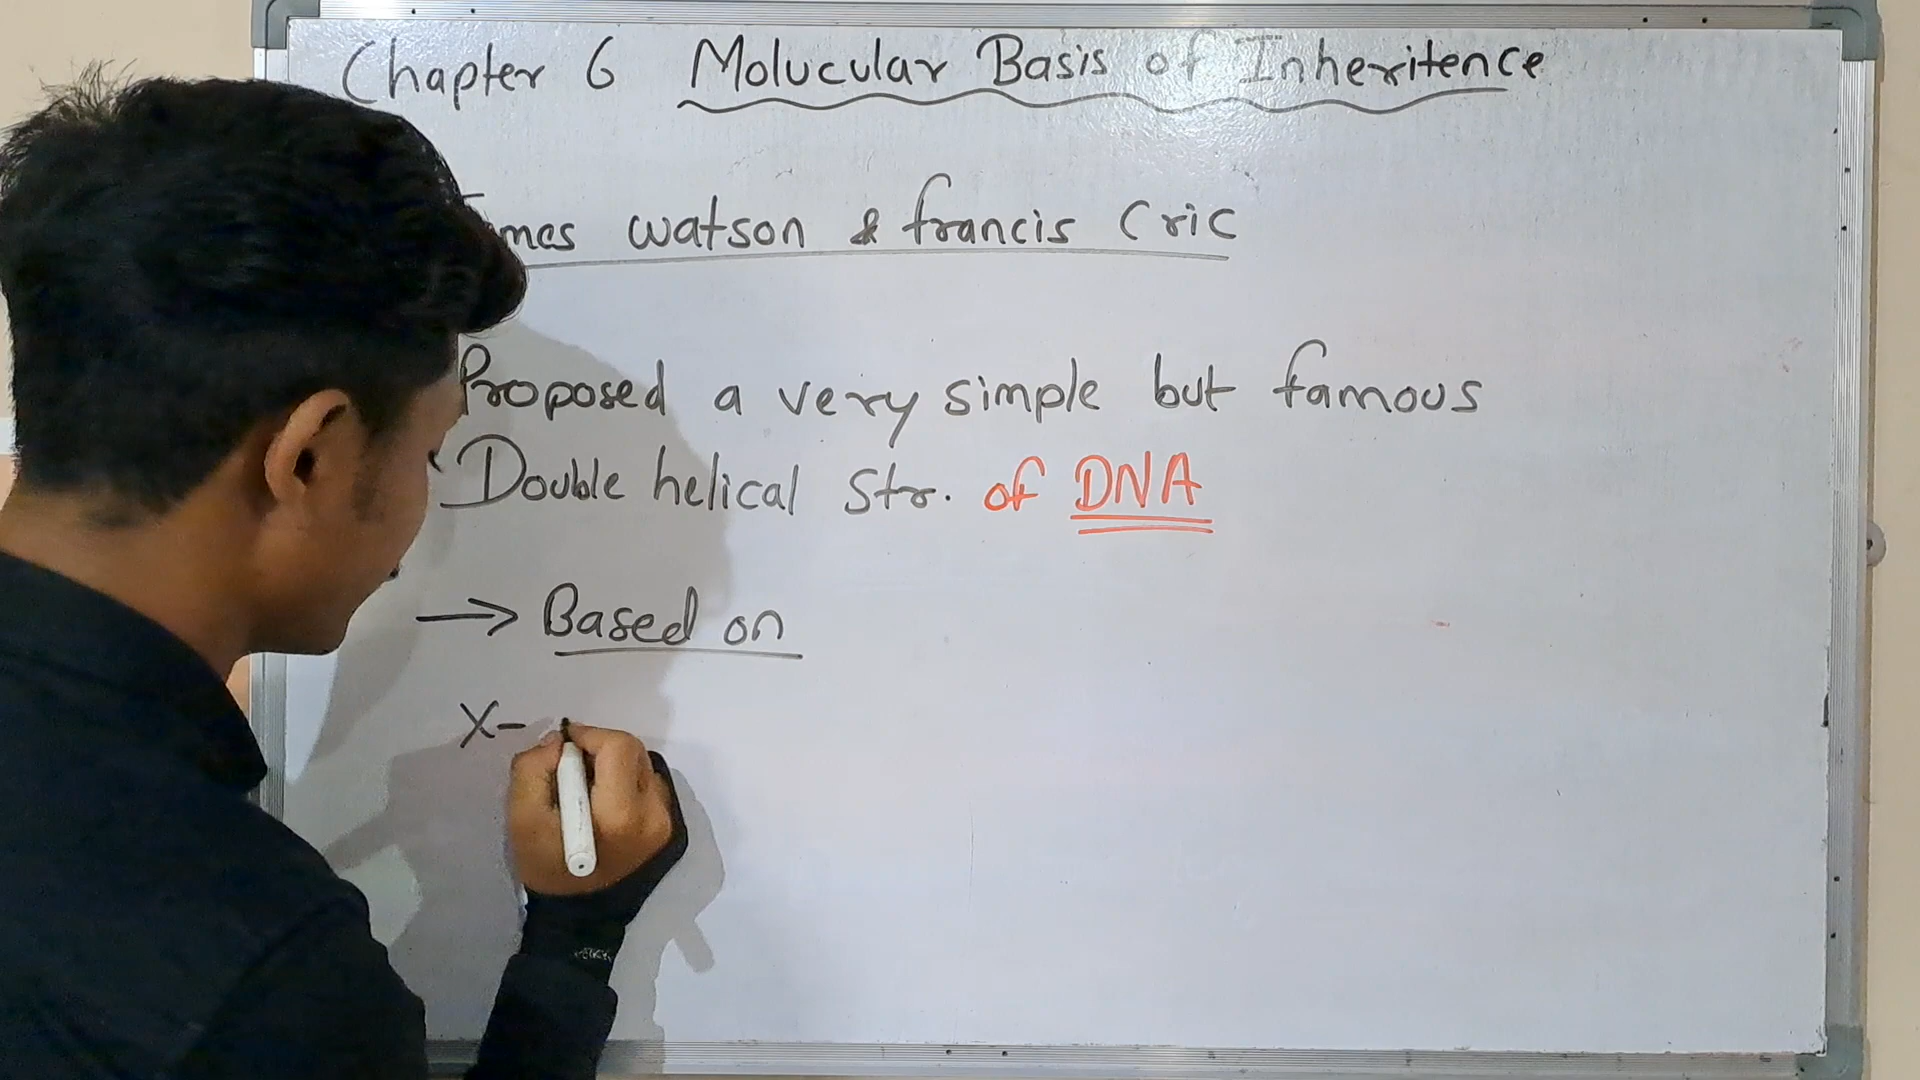 Chapter 6 Molucular Basis of Inheritence
mes watson & francis Cric
Proposed a very simple but famous
Double helical Str. of DNA
→ Based on
X-